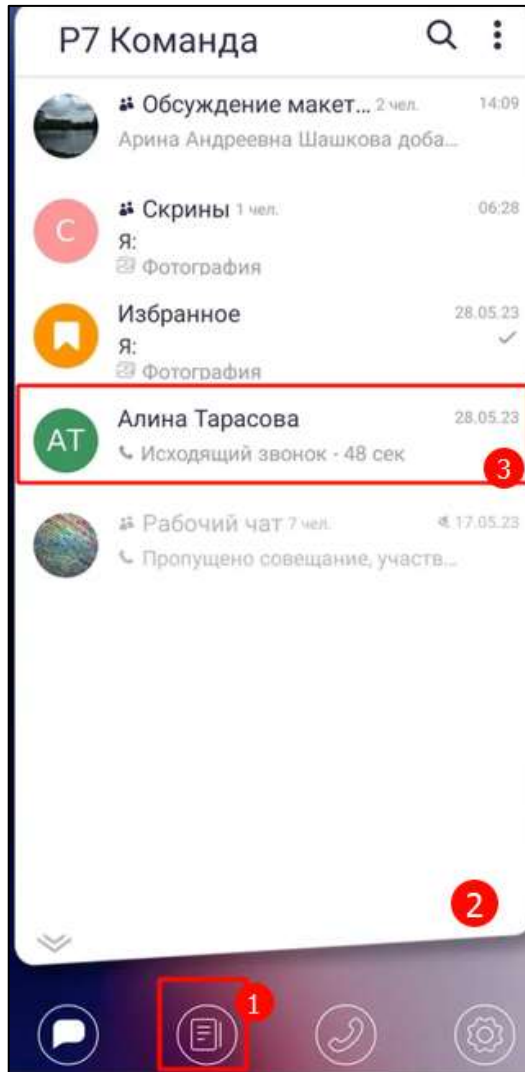 Р7 Команда
Обсуждение макет... 2 чел. 14:09
Арина Андреевна Шашкова доба...
С
Скрины 1 чел. 06:28
Я:
Фотография
Избранное 28.05.23
Я:
Фотография
АТ
Алина Тарасова 28.05.23
Исходящий звонок - 48 сек
3
Рабочий чат 7 чел. 17.05.23
Пропущено совещание, участв...
2
1